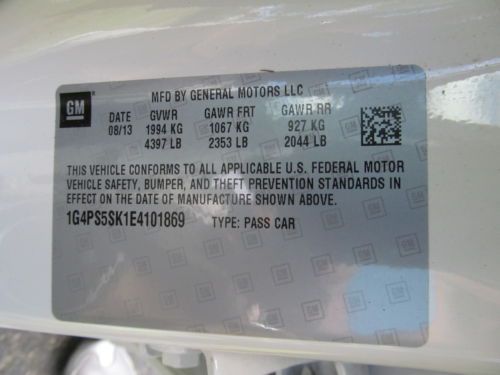 GM
MFD BY GENERAL MOTORS LLC
DATE GVWR GAWR FRT GAWR RR
08/13 1994 KG 1067 KG 927 KG
4397 LB 2353 LB 2044 LB
THIS VEHICLE CONFORMS TO ALL APPLICABLE U.S. FEDERAL MOTOR
VEHICLE SAFETY, BUMPER, AND THEFT PREVENTION STANDARDS IN
EFFECT ON THE DATE OF MANUFACTURE SHOWN ABOVE.
1G4PS5SK1E4101869 TYPE: PASS CAR